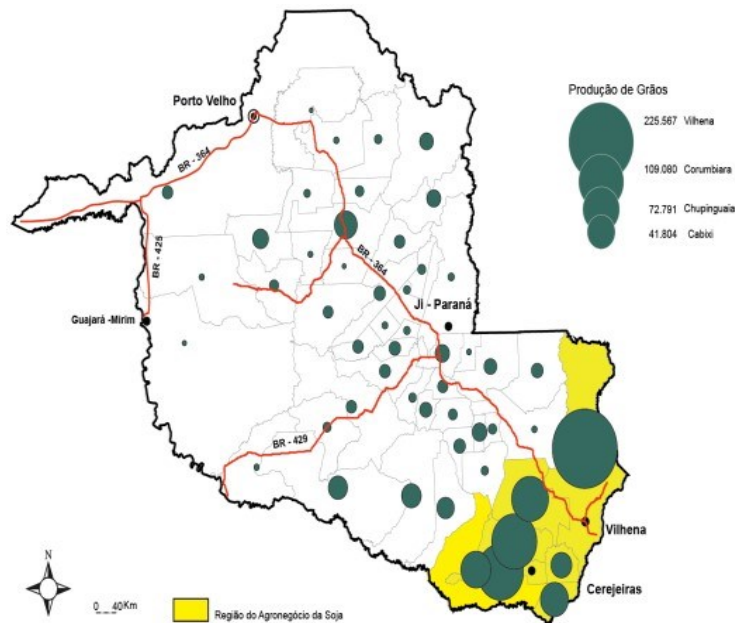 Porto Velho
BR - 364
BR - 425
Guajará -Mirim
BR - 364
Ji - Paraná
BR - 429
Vilhena
Cerejeiras
Produção de Grãos
225.567 Vilhena
109.080 Corumbiara
72.791 Chupinguaia
41.804 Cabixi
N
0 40Km
Região do Agronegócio da Soja